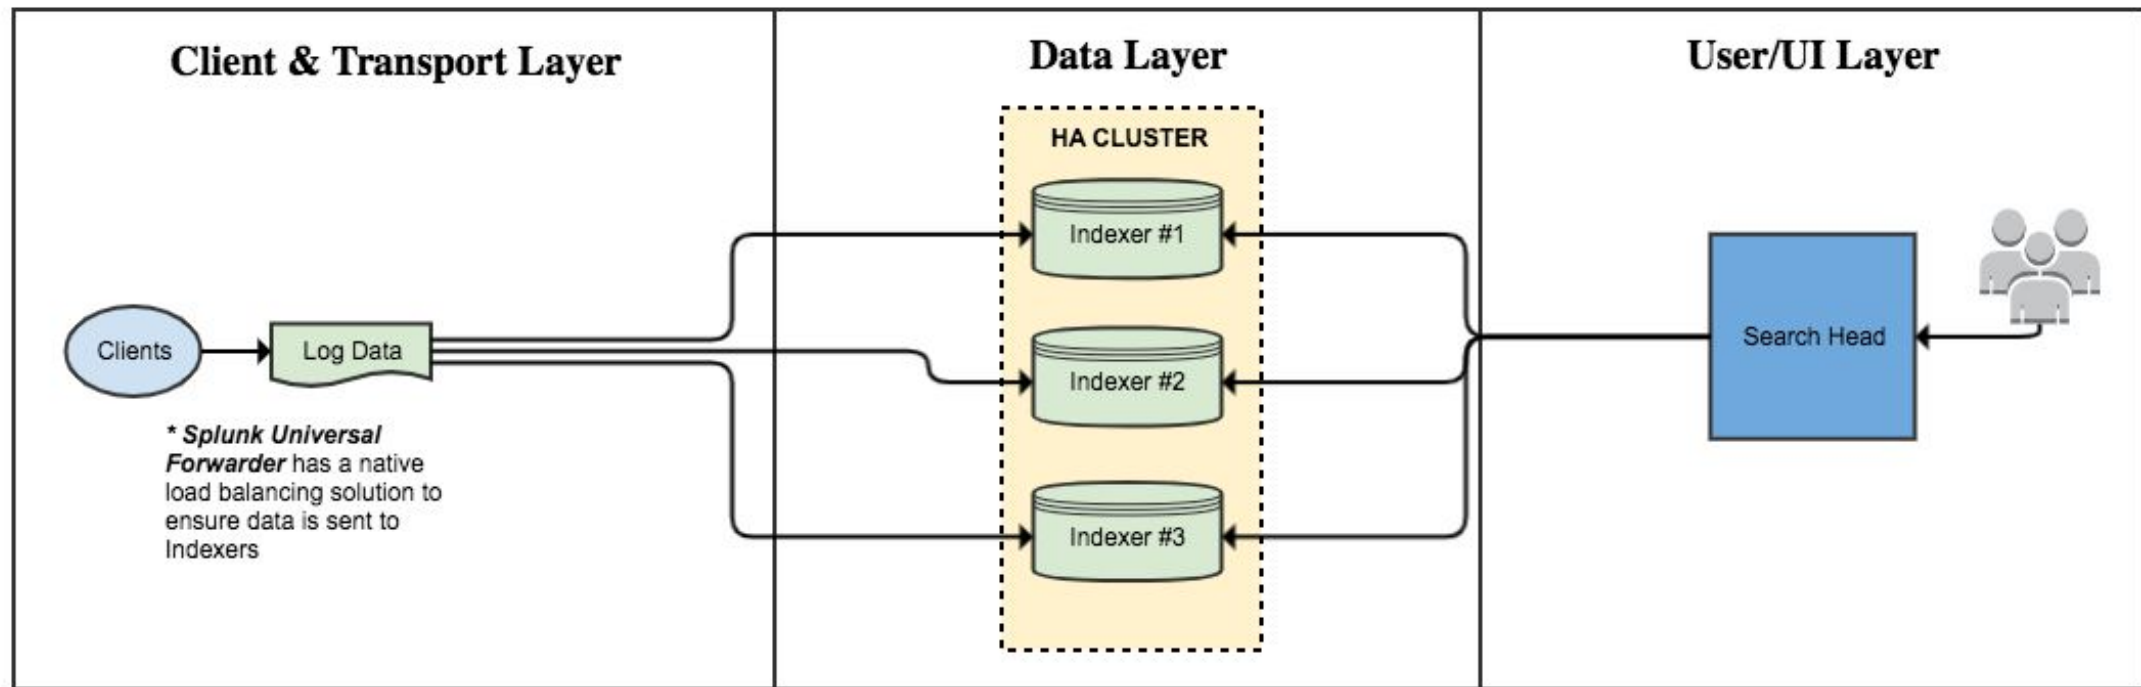 Client & Transport Layer
Data Layer
User/UI Layer
HA CLUSTER
Indexer #1
Clients
Log Data
Indexer #2
Search Head
* Splunk Universal
Forwarder has a native
load balancing solution to
ensure data is sent to
Indexers
Indexer #3